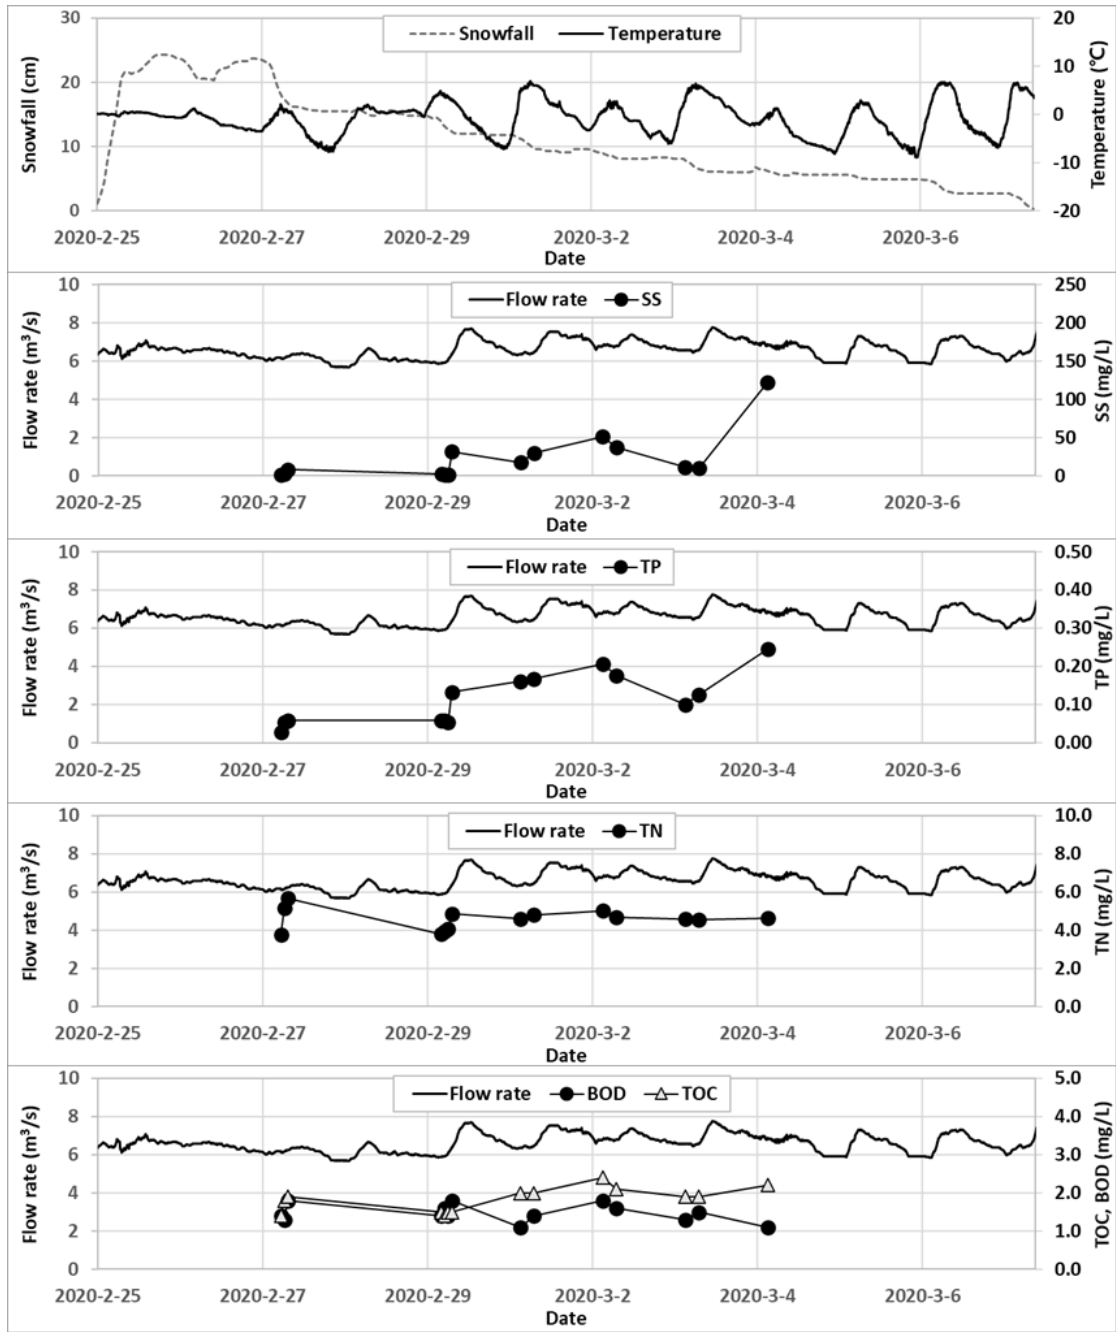 Snowfall Temperature
Snowfall (cm)
30
20
10
0
20
10
0
-10
-20
Temperature (°C)
2020-2-25 2020-2-27 2020-2-29 2020-3-2 2020-3-4 2020-3-6
Date
Flow rate SS
Flow rate (m³/s)
10
8
6
4
2
0
250
200
150
100
50
0
SS (mg/L)
2020-2-25 2020-2-27 2020-2-29 2020-3-2 2020-3-4 2020-3-6
Date
Flow rate TP
Flow rate (m³/s)
10
8
6
4
2
0
0.50
0.40
0.30
0.20
0.10
0.00
TP (mg/L)
2020-2-25 2020-2-27 2020-2-29 2020-3-2 2020-3-4 2020-3-6
Date
Flow rate TN
Flow rate (m³/s)
10
8
6
4
2
0
10.0
8.0
6.0
4.0
2.0
0.0
TN (mg/L)
2020-2-25 2020-2-27 2020-2-29 2020-3-2 2020-3-4 2020-3-6
Date
Flow rate BOD TOC
Flow rate (m³/s)
10
8
6
4
2
0
5.0
4.0
3.0
2.0
1.0
0.0
TOC, BOD (mg/L)
2020-2-25 2020-2-27 2020-2-29 2020-3-2 2020-3-4 2020-3-6
Date